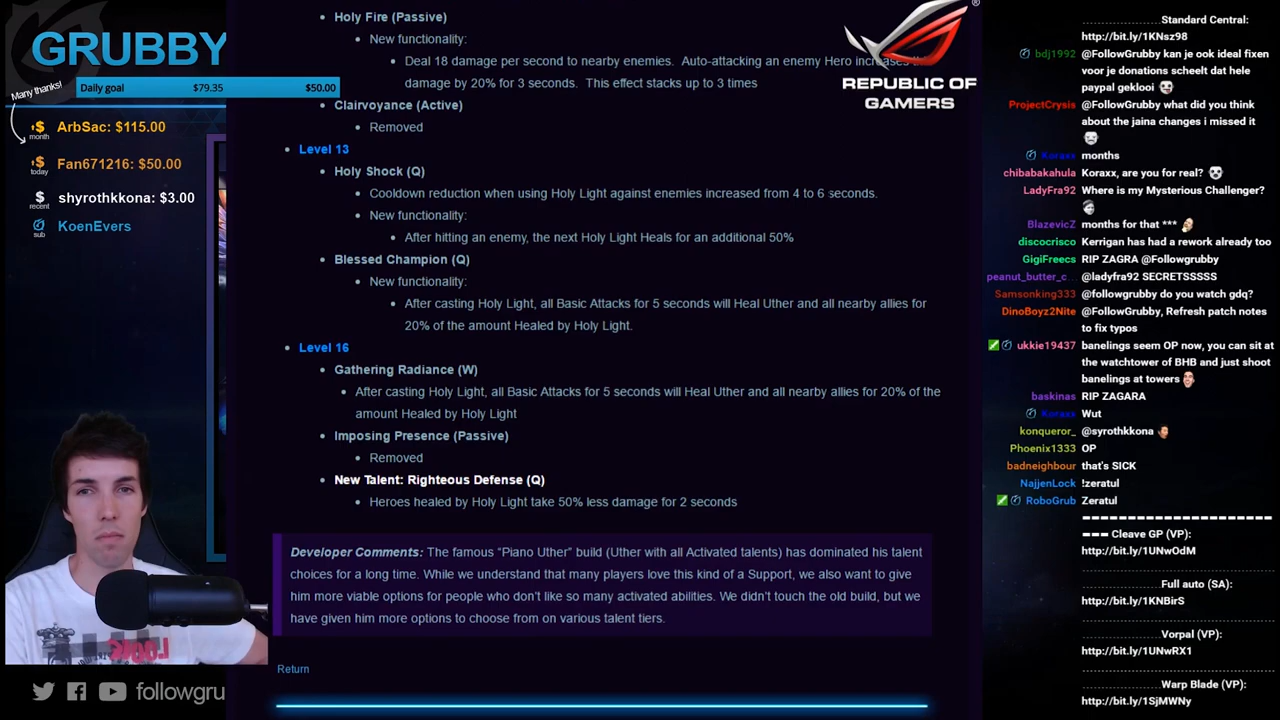 GRUBBY
Many thanks!
Daily goal $79.35 $50.00
month ArbSac: $115.00
today Fan671216: $50.00
recent shyrothkkona: $3.00
sub KoenEvers
Holy Fire (Passive)
New functionality:
Deal 18 damage per second to nearby enemies. Auto-attacking an enemy Hero increases
damage by 20% for 3 seconds. This effect stacks up to 3 times
Clairvoyance (Active)
Removed
Level 13
Holy Shock (Q)
Cooldown reduction when using Holy Light against enemies increased from 4 to 6 seconds.
New functionality:
After hitting an enemy, the next Holy Light Heals for an additional 50%
Blessed Champion (Q)
New functionality:
After casting Holy Light, all Basic Attacks for 5 seconds will Heal Uther and all nearby allies for
20% of the amount Healed by Holy Light.
Level 16
Gathering Radiance (W)
After casting Holy Light, all Basic Attacks for 5 seconds will Heal Uther and all nearby allies for 20% of the
amount Healed by Holy Light
Imposing Presence (Passive)
Removed
New Talent: Righteous Defense (Q)
Heroes healed by Holy Light take 50% less damage for 2 seconds
Developer Comments: The famous “Piano Uther” build (Uther with all Activated talents) has dominated his talent
choices for a long time. While we understand that many players love this kind of a Support, we also want to give
him more viable options for people who don’t like so many activated abilities. We didn’t touch the old build, but we
have given him more options to choose from on various talent tiers.
Return
followgru
REPUBLIC OF
GAMERS
Standard Central:
http://bit.ly/1KNsz98
bdj1992 @FollowGrubby kan je ook ideal fixen
voor je donations scheelt dat hele
paypal geklooi
ProjectCrysis @FollowGrubby what did you think
about the jaina changes i missed it
Koraxx months
chibabakahula Koraxx, are you for real?
LadyFra92 Where is my Mysterious Challenger?
BlazevicZ months for that ***
discocrisco Kerrigan has had a rework already too
GigiFreecs RIP ZAGRA @Followgrubby
peanut_butter_c... @ladyfra92 SECRETSSSSS
Samsonking333 @followgrubby do you watch gdq?
DinoBoyz2Nite @FollowGrubby, Refresh patch notes
to fix typos
ukkie19437 banelings seem OP now, you can sit at
the watchtower of BHB and just shoot
banelings at towers
baskinas RIP ZAGARA
Koraxx Wut
konqueror_ @syrothkkona
Phoenix1333 OP
badneighbour that's SICK
NajjenLock !zeratul
RoboGrub Zeratul
Cleave GP (VP):
http://bit.ly/1UNwOdM
Full auto (SA):
http://bit.ly/1KNBirS
Vorpal (VP):
http://bit.ly/1UNwRX1
Warp Blade (VP):
http://bit.ly/1SjMWNy